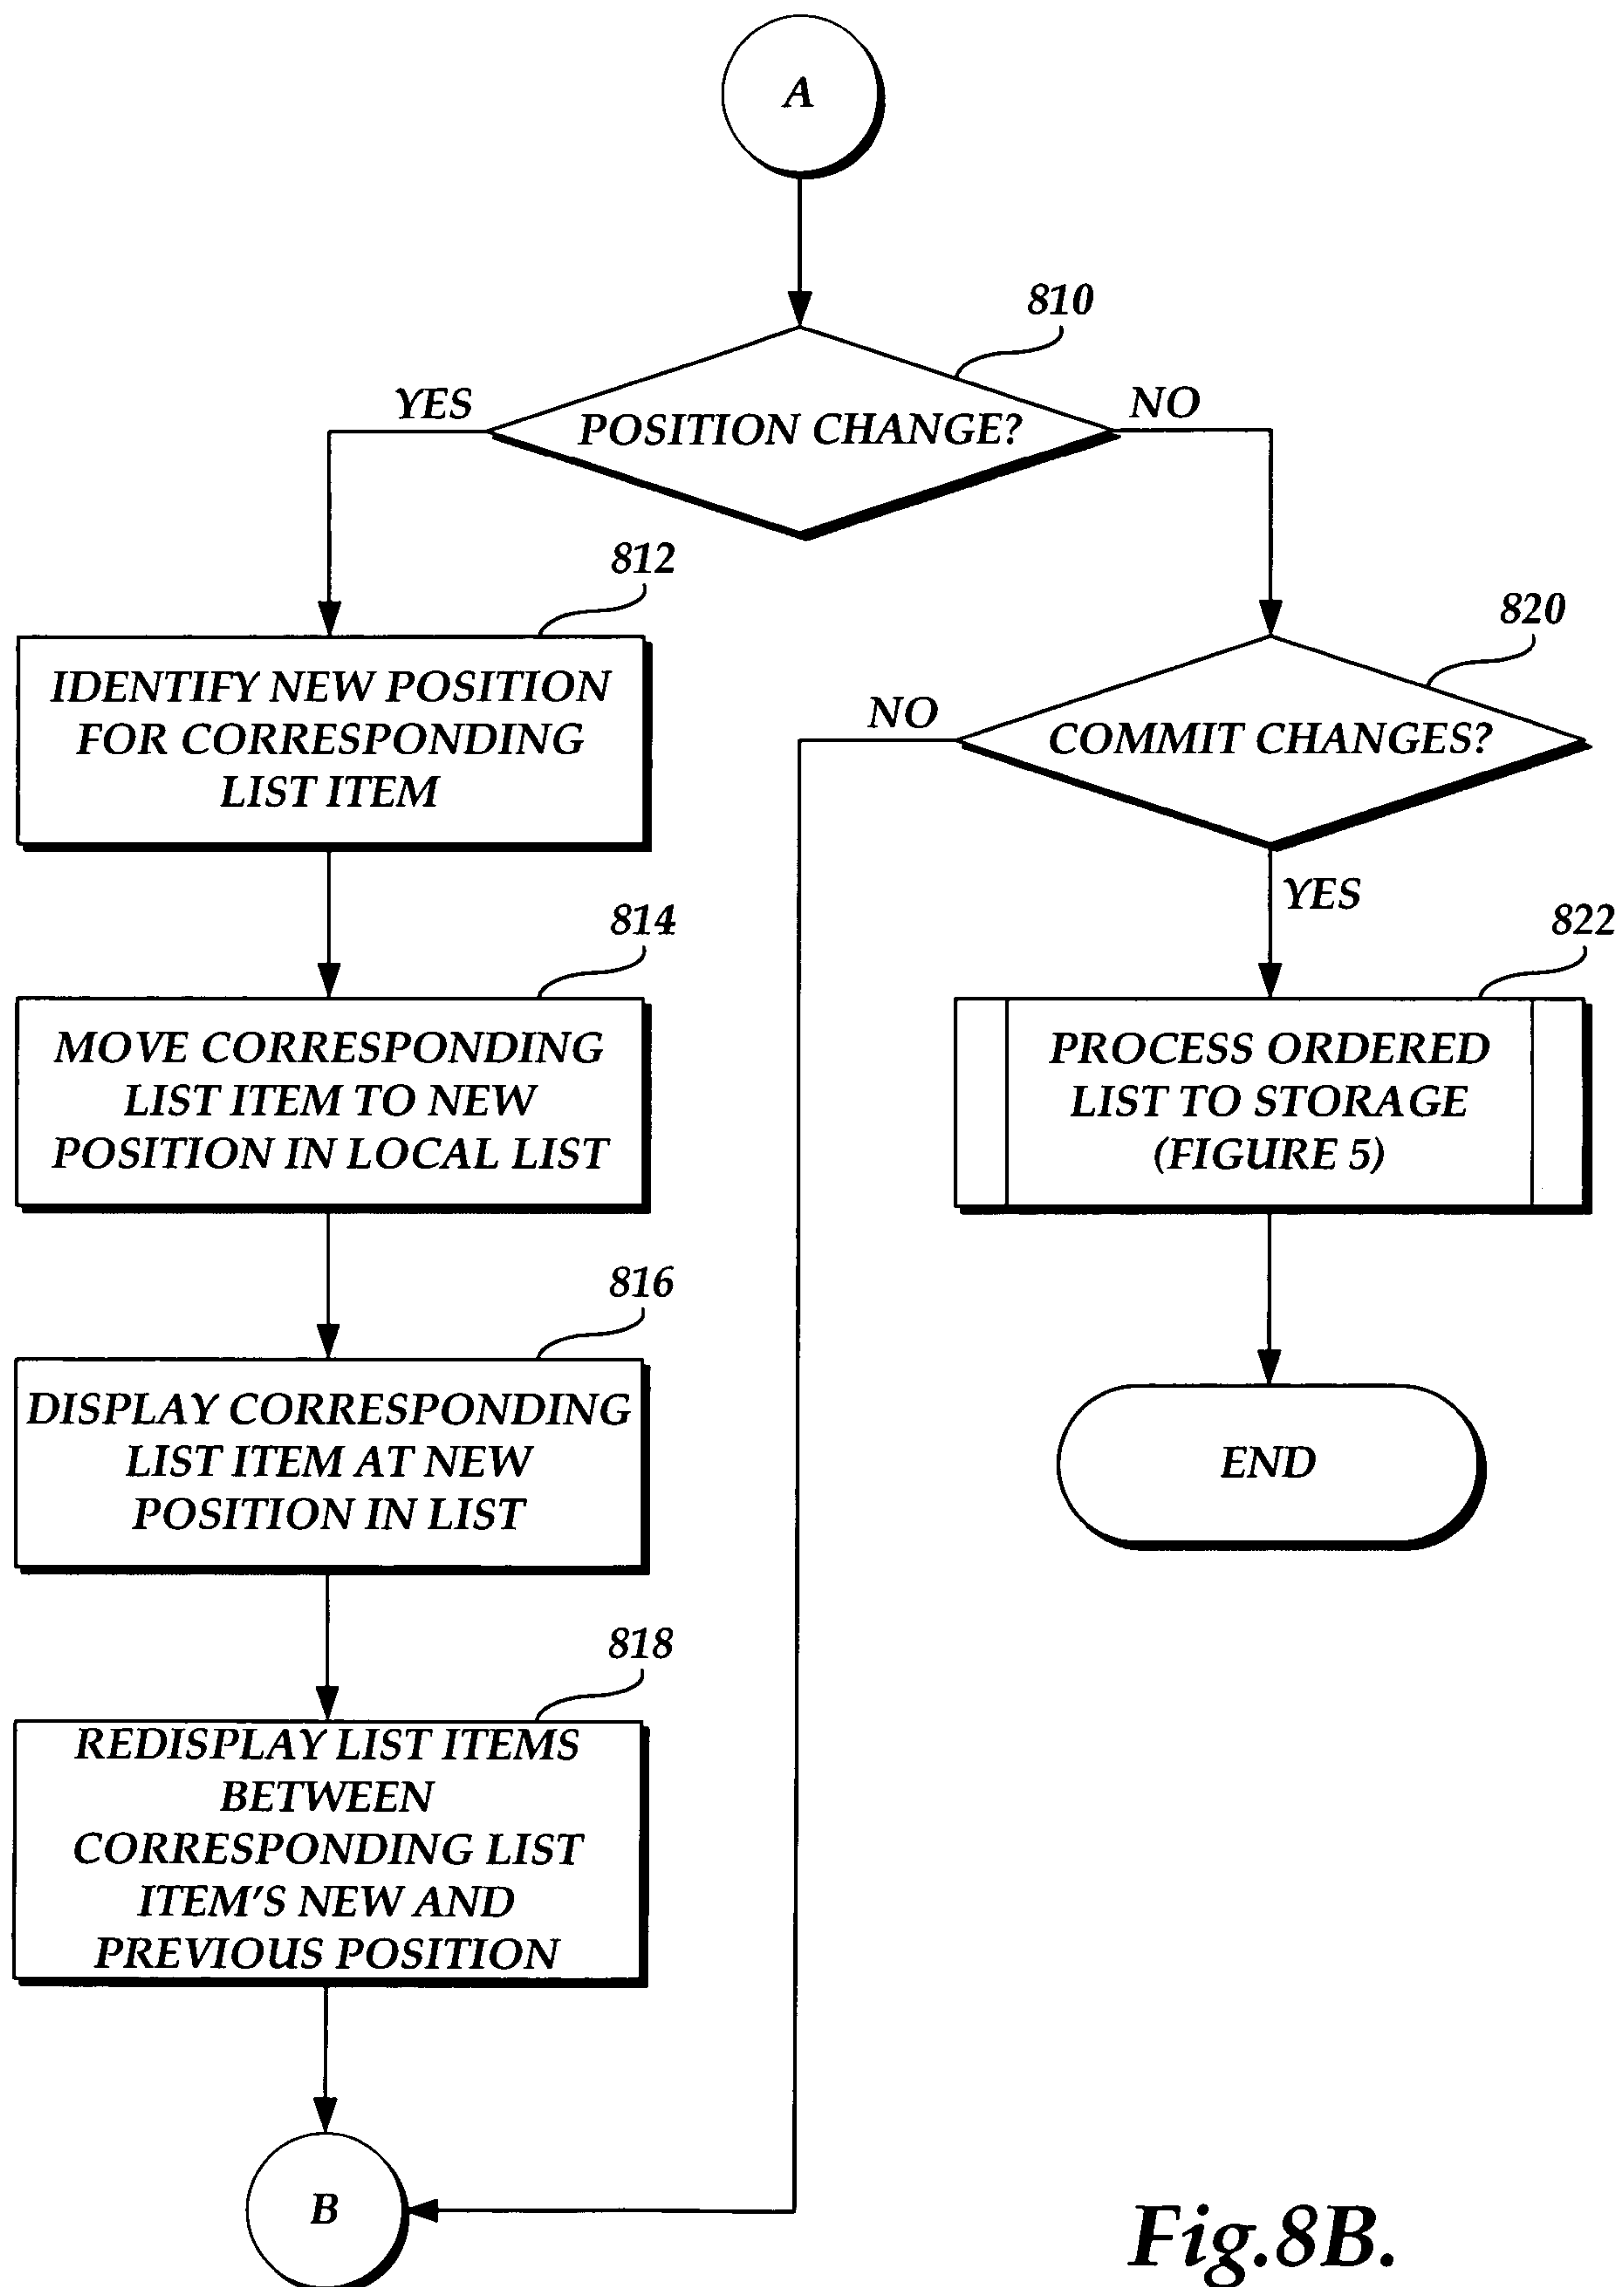 A
810
YES
POSITION CHANGE?
NO
812
IDENTIFY NEW POSITION
FOR CORRESPONDING
LIST ITEM
820
NO
COMMIT CHANGES?
YES
814
MOVE CORRESPONDING
LIST ITEM TO NEW
POSITION IN LOCAL LIST
822
PROCESS ORDERED
LIST TO STORAGE
(FIGURE 5)
816
DISPLAY CORRESPONDING
LIST ITEM AT NEW
POSITION IN LIST
END
818
REDISPLAY LIST ITEMS
BETWEEN
CORRESPONDING LIST
ITEM'S NEW AND
PREVIOUS POSITION
B
Fig.8B.